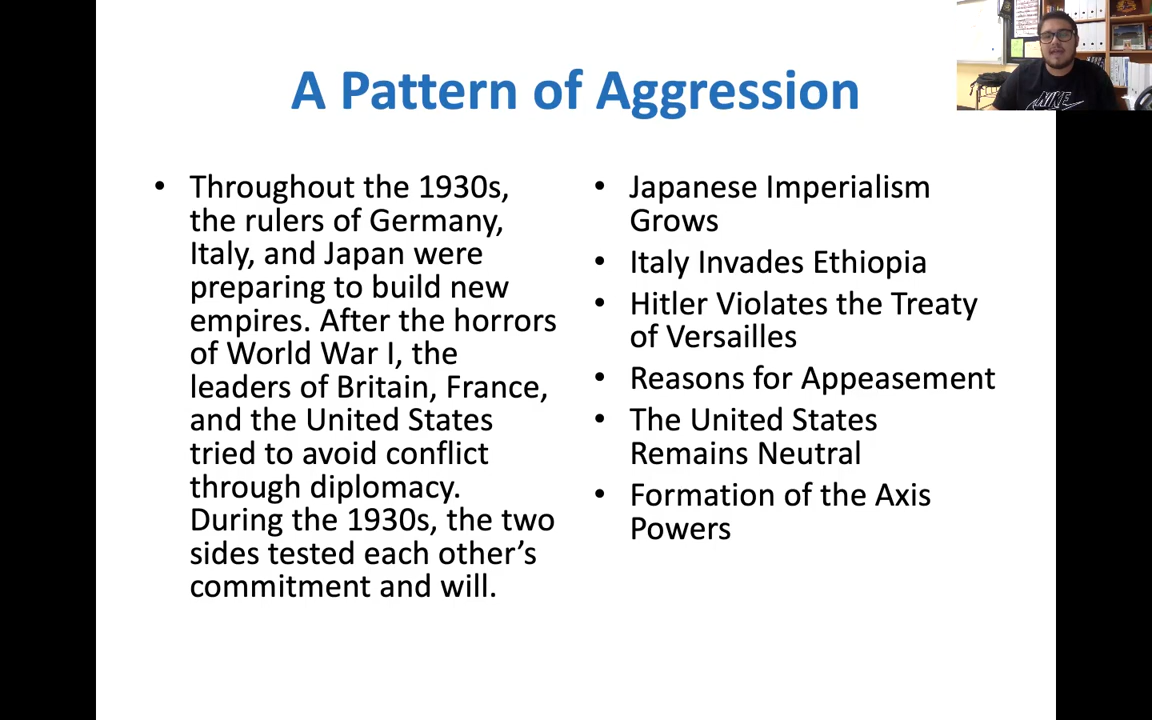 A Pattern of Aggression
• Throughout the 1930s,
the rulers of Germany,
Italy, and Japan were
preparing to build new
empires. After the horrors
of World War I, the
leaders of Britain, France,
and the United States
tried to avoid conflict
through diplomacy.
During the 1930s, the two
sides tested each other’s
commitment and will.
• Japanese Imperialism
Grows
• Italy Invades Ethiopia
• Hitler Violates the Treaty
of Versailles
• Reasons for Appeasement
• The United States
Remains Neutral
• Formation of the Axis
Powers
NIKE